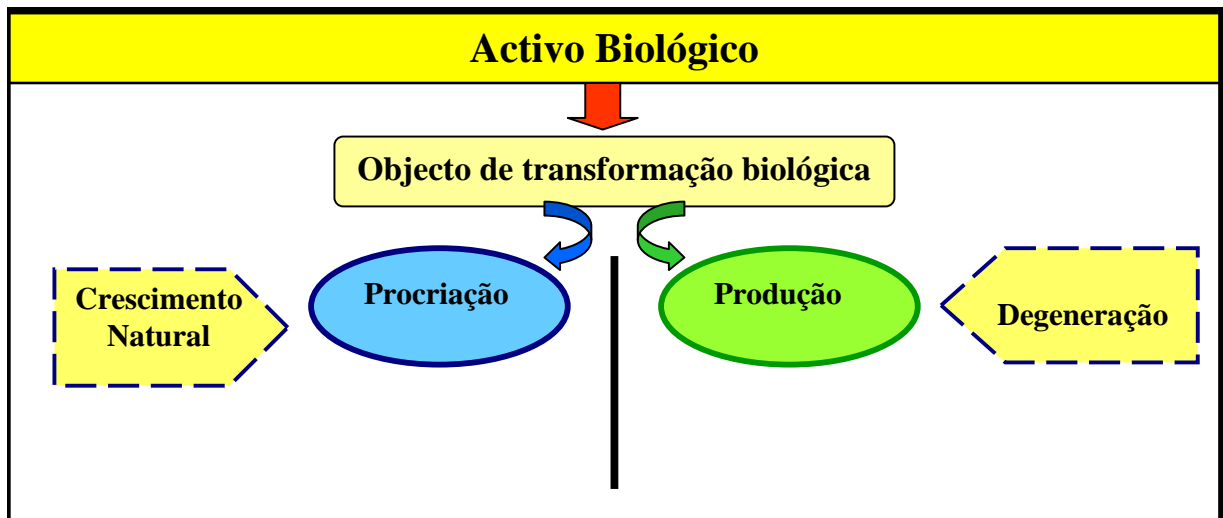 Activo Biológico
Objecto de transformação biológica
Crescimento
Natural
Procriação
Produção
Degeneração